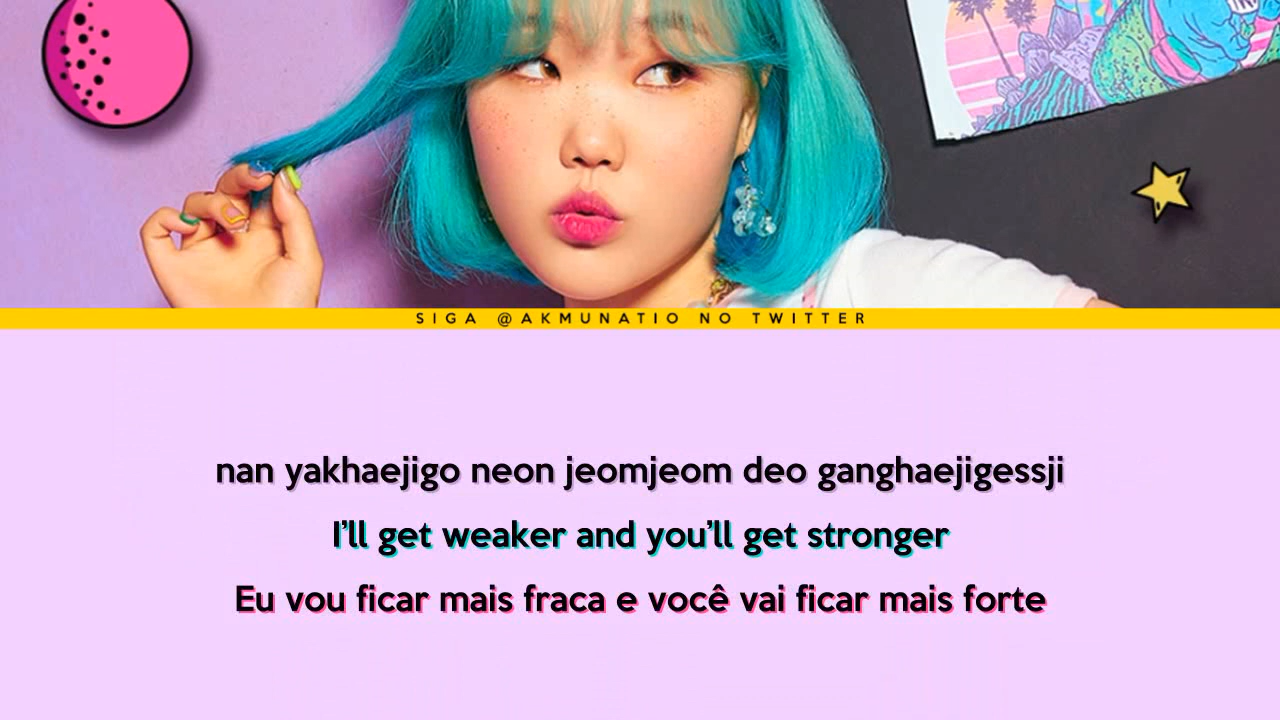 SIGA @AKMUNATIO NO TWITTER
nan yakhaejigo neon jeomjeom deo ganghaejigessji
I’ll get weaker and you’ll get stronger
Eu vou ficar mais fraca e você vai ficar mais forte